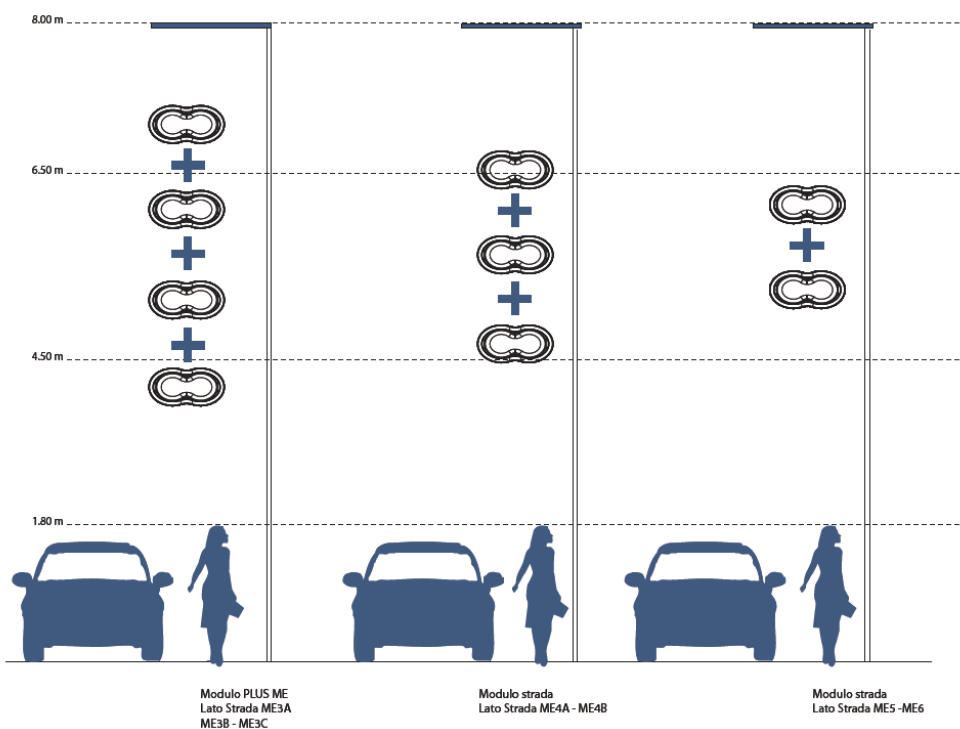 8.00 m
6.50 m
4.50 m
1.80 m
Modulo PLUS ME
Lato Strada ME3A
ME3B - ME3C
Modulo strada
Lato Strada ME4A - ME4B
Modulo strada
Lato Strada ME5 -ME6